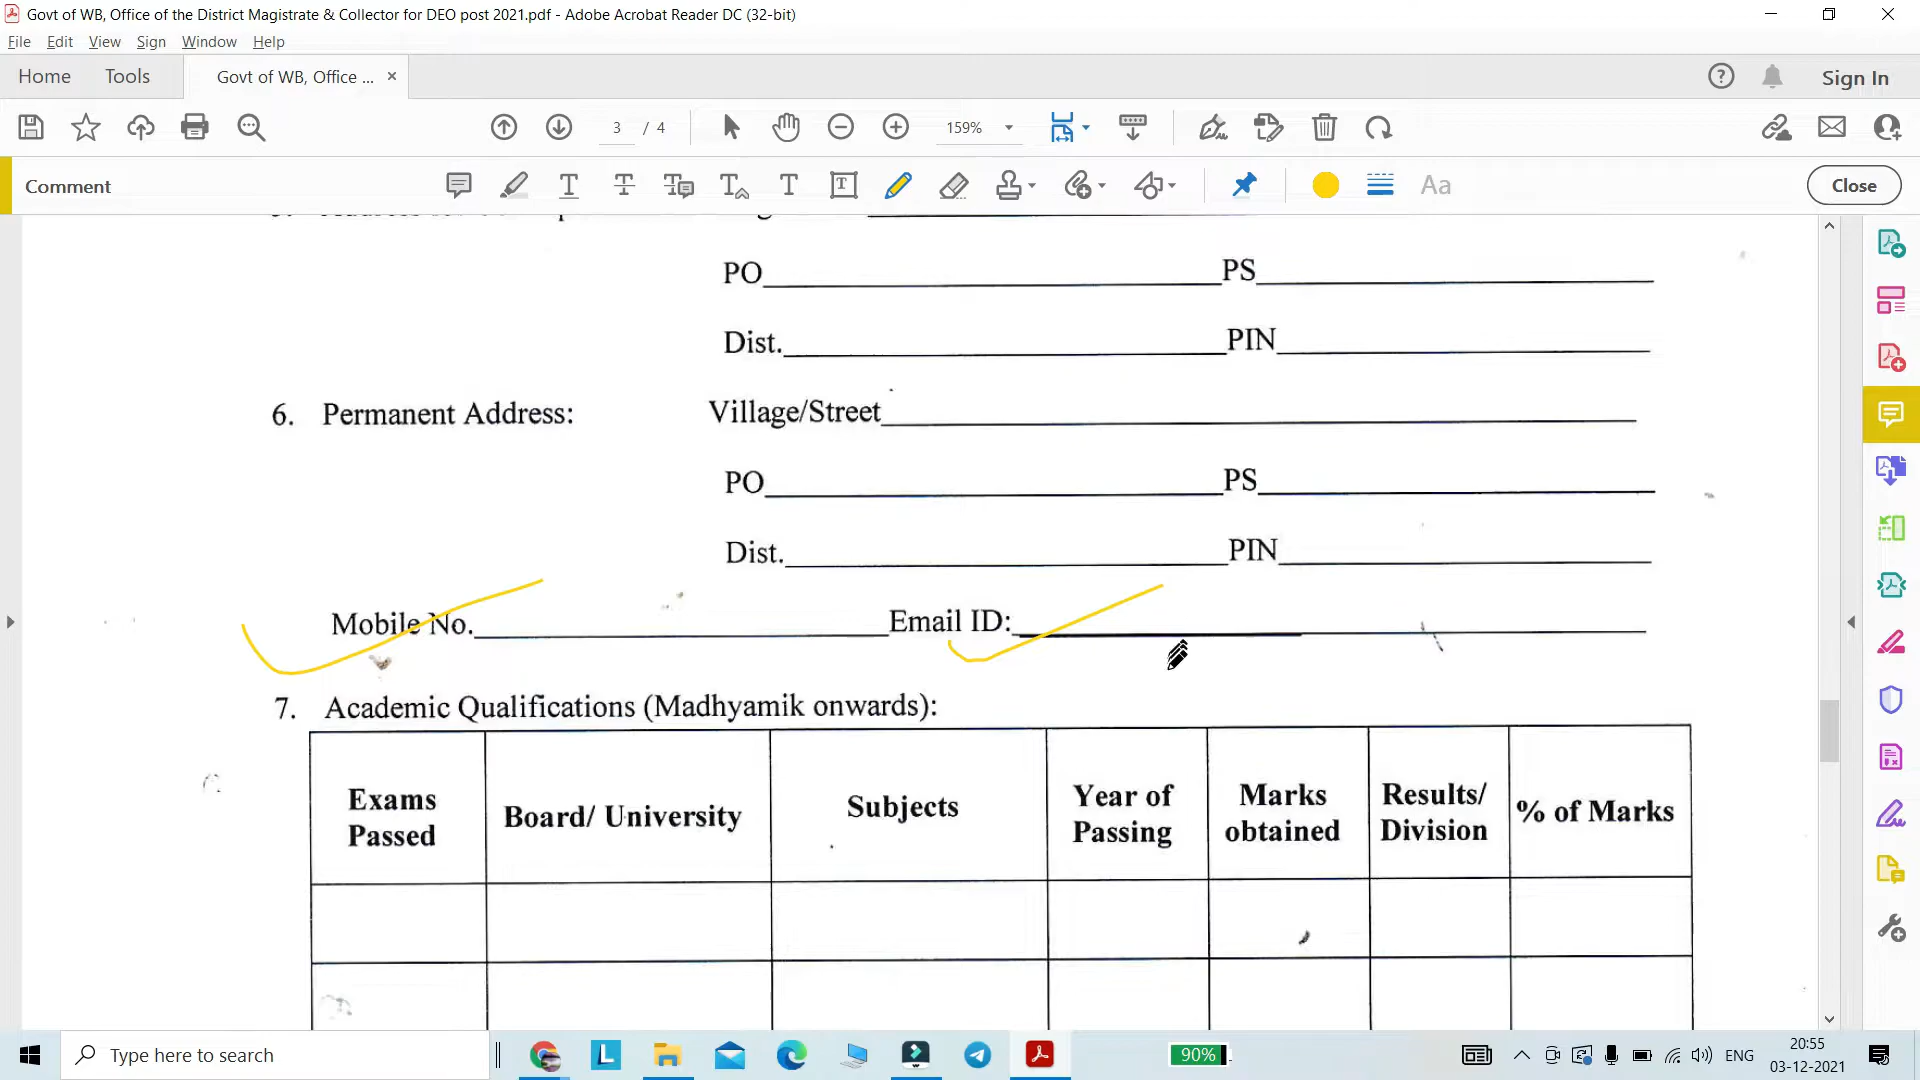 Govt of WB, Office of the District Magistrate & Collector for DEO post 2021.pdf - Adobe Acrobat Reader DC (32-bit)
File Edit View Sign Window Help
Home Tools Govt of WB, Office ... × Sign In
3 / 4 159%
Comment Aa Close
PO PS
Dist. PIN
6. Permanent Address: Village/Street
PO PS
Dist. PIN
Mobile No. Email ID:
7. Academic Qualifications (Madhyamik onwards):
Exams Passed Board/ University Subjects Year of Passing Marks obtained Results/ Division % of Marks
Type here to search 90% ENG 20:55
03-12-2021